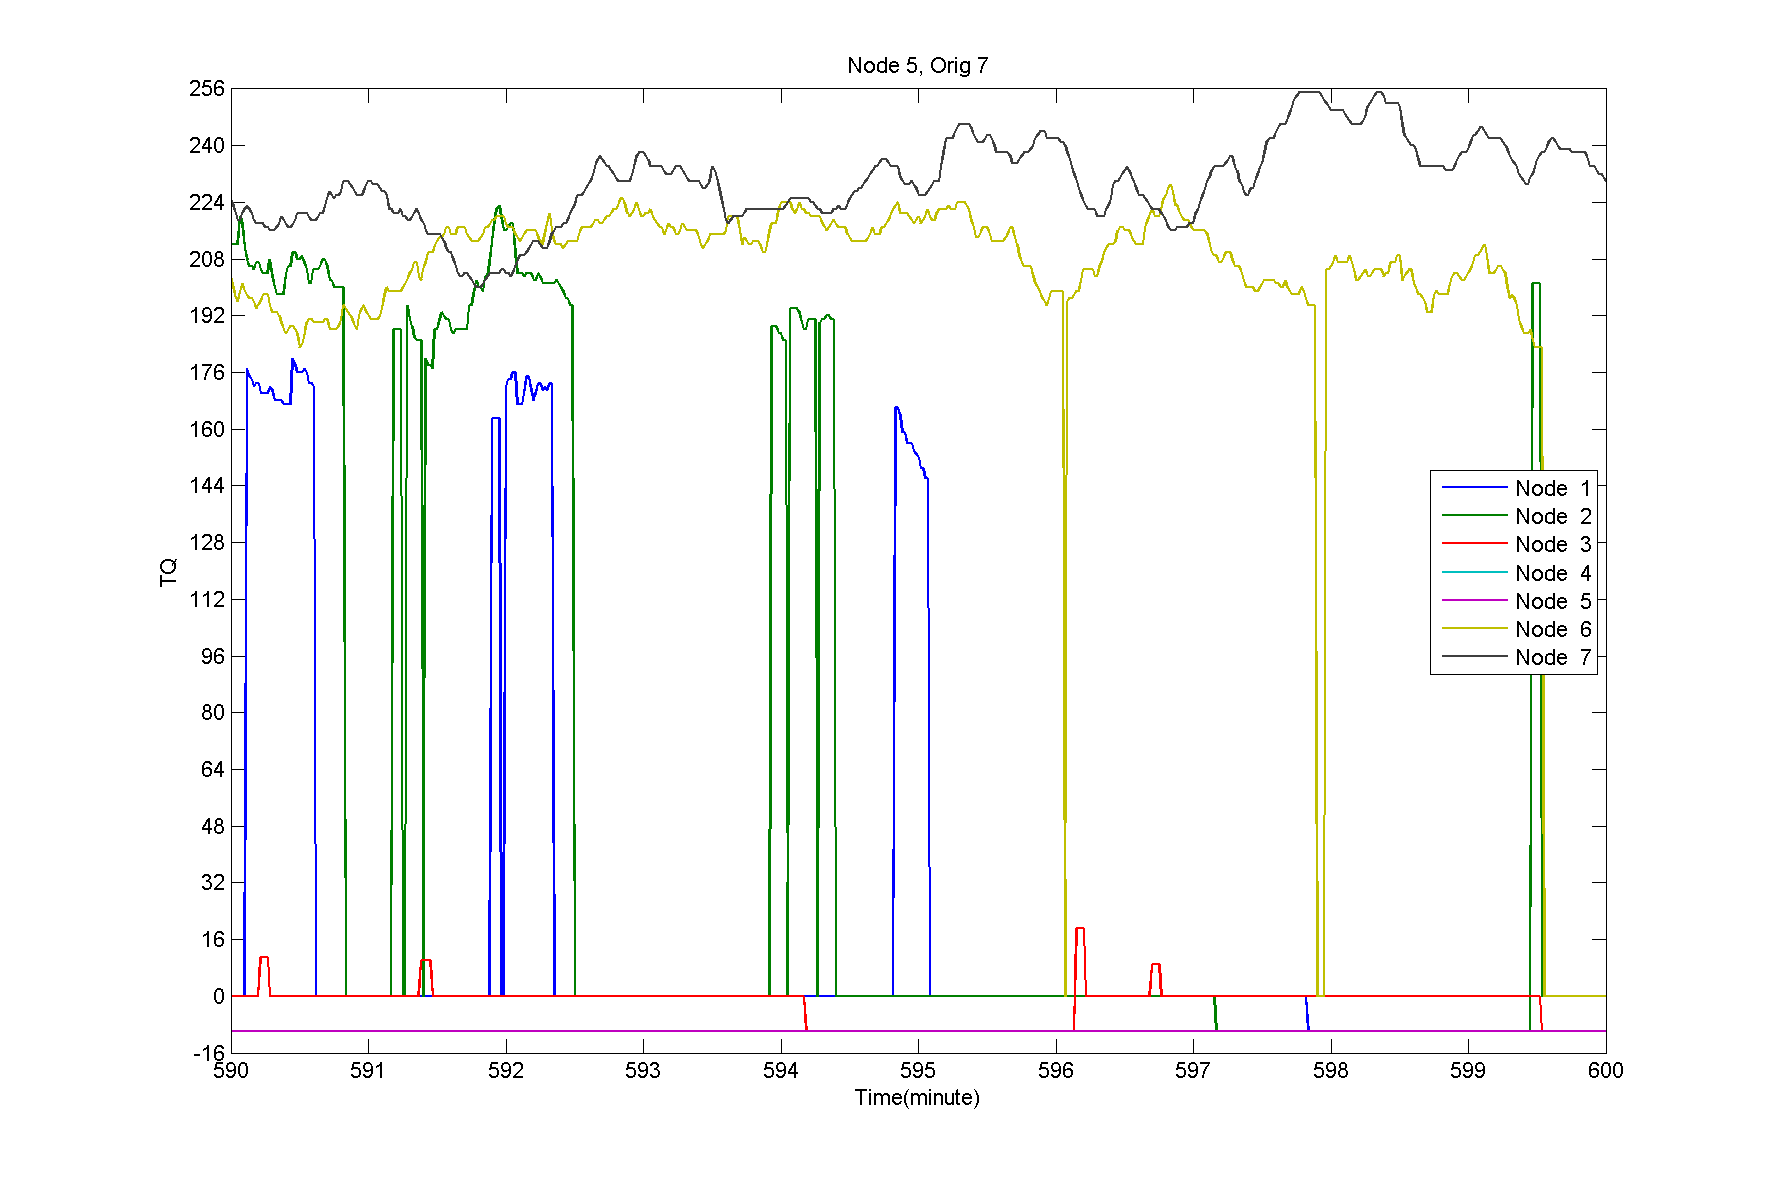 Node 5, Orig 7
256
240
224
208
192
176
160
144
128
112
96
80
64
48
32
16
0
-16
TQ
Node 1
Node 2
Node 3
Node 4
Node 5
Node 6
Node 7
590 591 592 593 594 595 596 597 598 599 600
Time(minute)